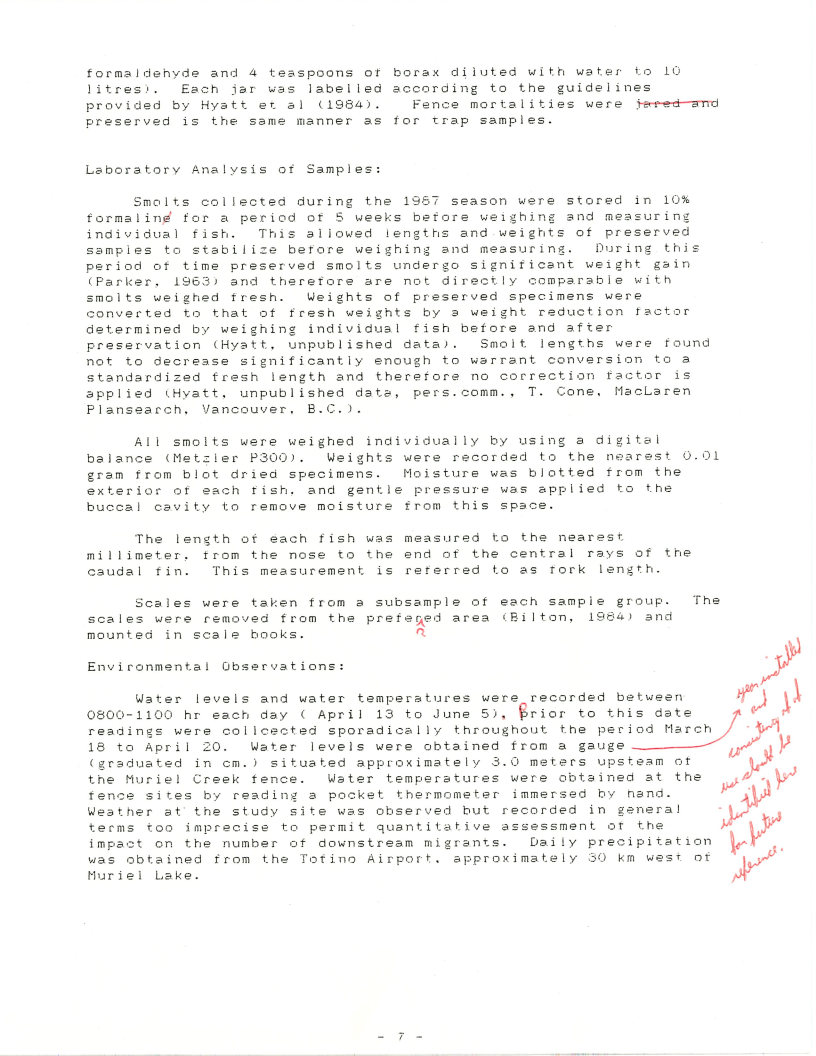 formaldehyde and 4 teaspoons of borax diluted with water to 10
litres). Each jar was labelled according to the guidelines
provided by Hyatt et al (1984). Fence mortalities were jared and
preserved is the same manner as for trap samples.
Laboratory Analysis of Samples:
Smolts collected during the 1987 season were stored in 10%
formaline for a period of 5 weeks before weighing and measuring
individual fish. This allowed lengths and weights of preserved
samples to stabilize before weighing and measuring. During this
period of time preserved smolts undergo significant weight gain
(Parker, 1963) and therefore are not directly comparable with
smolts weighed fresh. Weights of preserved specimens were
converted to that of fresh weights by a weight reduction factor
determined by weighing individual fish before and after
preservation (Hyatt, unpublished data). Smolt lengths were found
not to decrease significantly enough to warrant conversion to a
standardized fresh length and therefore no correction factor is
applied (Hyatt, unpublished data, pers.comm., T. Cone, MacLaren
Plansearch, Vancouver, B.C.).
All smolts were weighed individually by using a digital
balance (Metzler P300). Weights were recorded to the nearest 0.01
gram from blot dried specimens. Moisture was blotted from the
exterior of each fish, and gentle pressure was applied to the
buccal cavity to remove moisture from this space.
The length of each fish was measured to the nearest
millimeter, from the nose to the end of the central rays of the
caudal fin. This measurement is referred to as fork length.
Scales were taken from a subsample of each sample group. The
scales were removed from the prefered area (Bilton, 1984) and
mounted in scale books.
Environmental Observations:
Water levels and water temperatures were recorded between
0800-1100 hr each day ( April 13 to June 5), prior to this date
readings were collcected sporadically throughout the period March
18 to April 20. Water levels were obtained from a gauge
(graduated in cm.) situated approximately 3.0 meters upsteam of
the Muriel Creek fence. Water temperatures were obtained at the
fence sites by reading a pocket thermometer immersed by hand.
Weather at the study site was observed but recorded in general
terms too imprecise to permit quantitative assessment of the
impact on the number of downstream migrants. Daily precipitation
was obtained from the Tofino Airport, approximately 30 km west of
Muriel Lake.
year installed
and
consistency of
use should be
identified here
for future
reference.
- 7 -